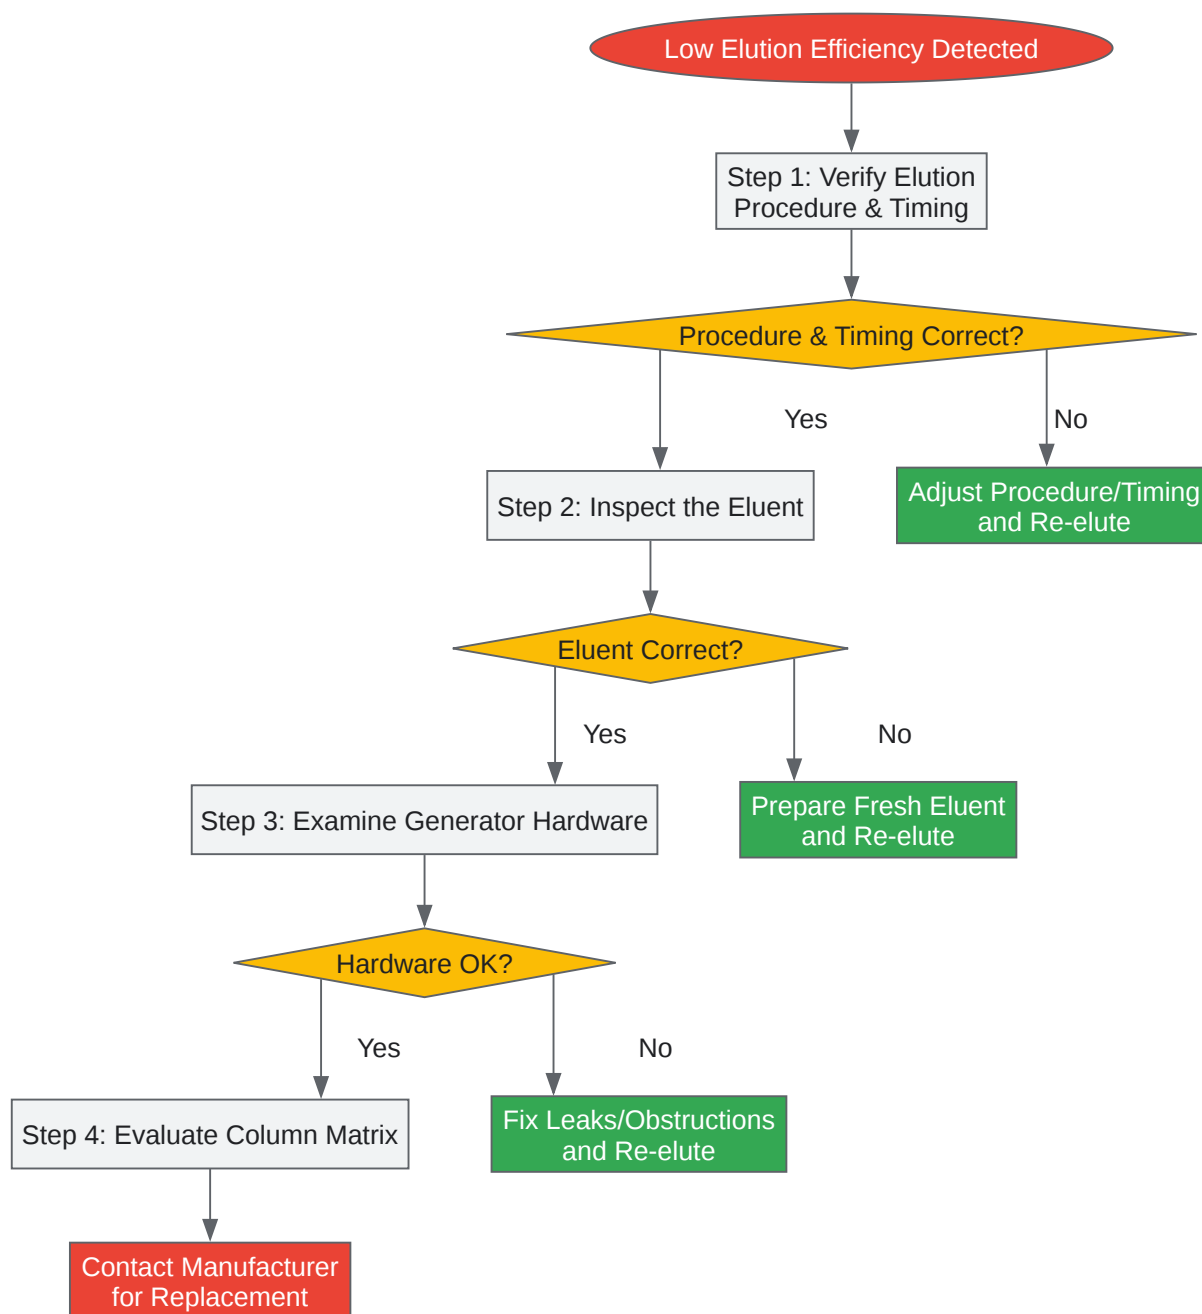 Low Elution Efficiency Detected
Step 1: Verify Elution
Procedure & Timing
Procedure & Timing Correct?
Yes
No
Step 2: Inspect the Eluent
Adjust Procedure/Timing
and Re-elute
Eluent Correct?
Yes
No
Step 3: Examine Generator Hardware
Prepare Fresh Eluent
and Re-elute
Hardware OK?
Yes
No
Step 4: Evaluate Column Matrix
Fix Leaks/Obstructions
and Re-elute
Contact Manufacturer
for Replacement